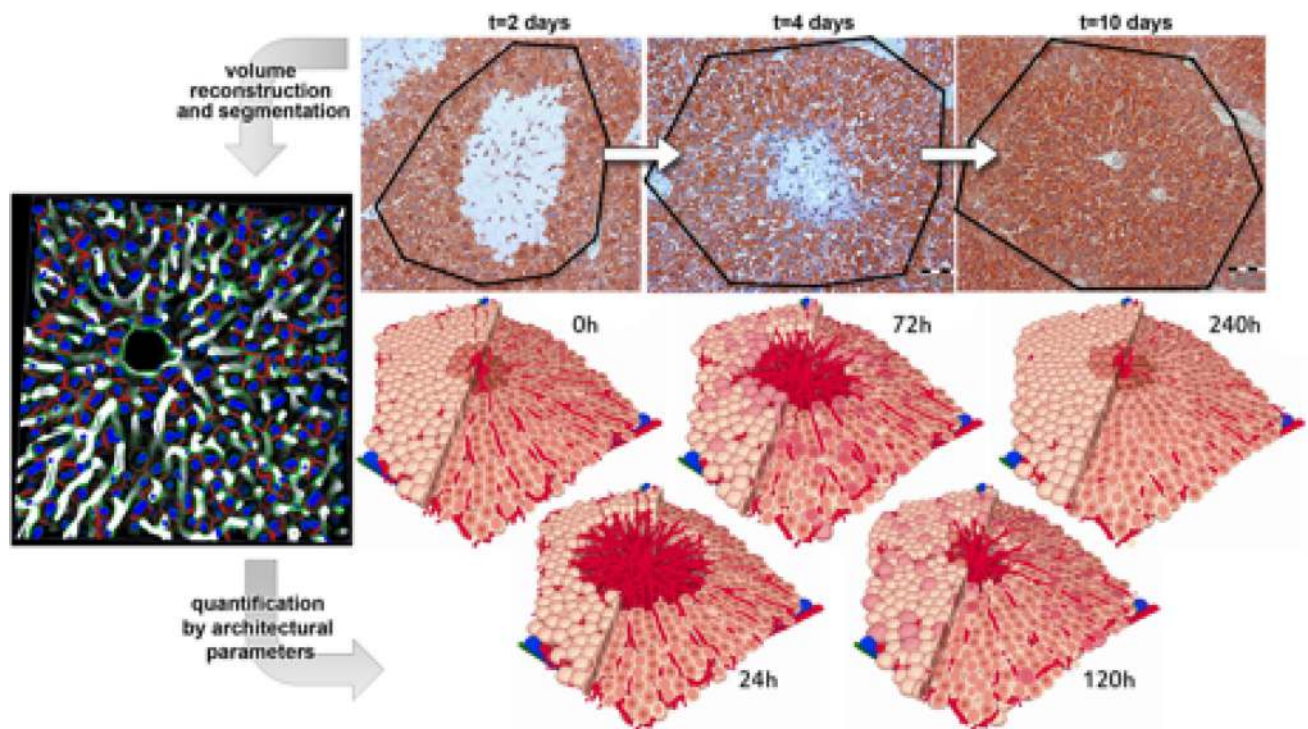 t=2 days
t=4 days
t=10 days
volume
reconstruction
and segmentation
0h
72h
240h
quantification
by architectural
parameters
24h
120h